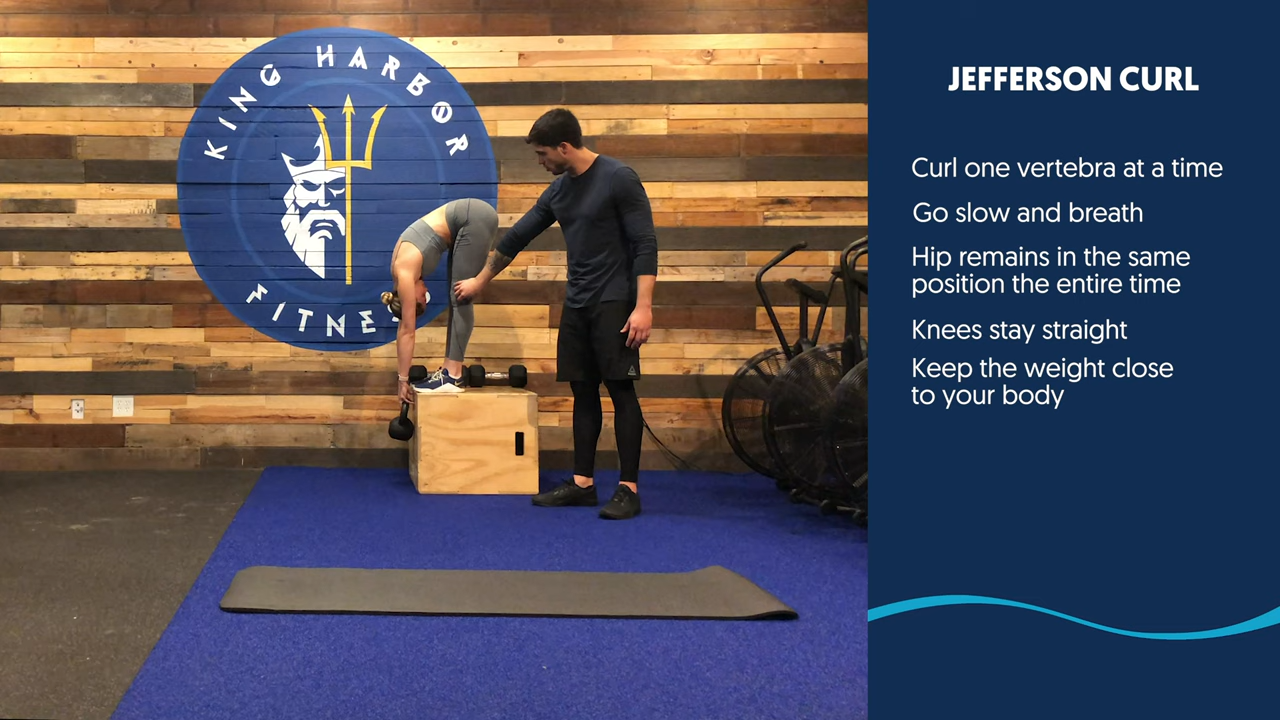 KING HARBOR
FITNE
JEFFERSON CURL
Curl one vertebra at a time
Go slow and breath
Hip remains in the same
position the entire time
Knees stay straight
Keep the weight close
to your body